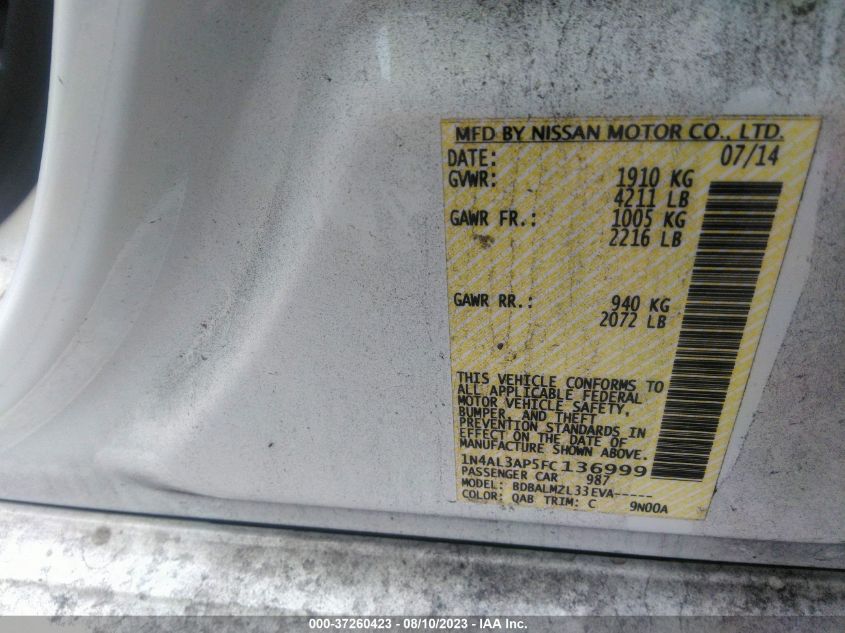 MFD BY NISSAN MOTOR CO., LTD.
DATE: 07/14
GVWR: 1910 KG
4211 LB
GAWR FR.: 1005 KG
2216 LB
GAWR RR.: 940 KG
2072 LB
THIS VEHICLE CONFORMS TO
ALL APPLICABLE FEDERAL
MOTOR VEHICLE SAFETY,
BUMPER, AND THEFT
PREVENTION STANDARDS IN
EFFECT ON THE DATE OF
MANUFACTURE SHOWN ABOVE.
1N4AL3AP5FC136999
PASSENGER CAR 987
MODEL: BDBALMZL33EVA-----
COLOR: QAB TRIM: C 9N00A
000-37260423 - 08/10/2023 - IAA Inc.